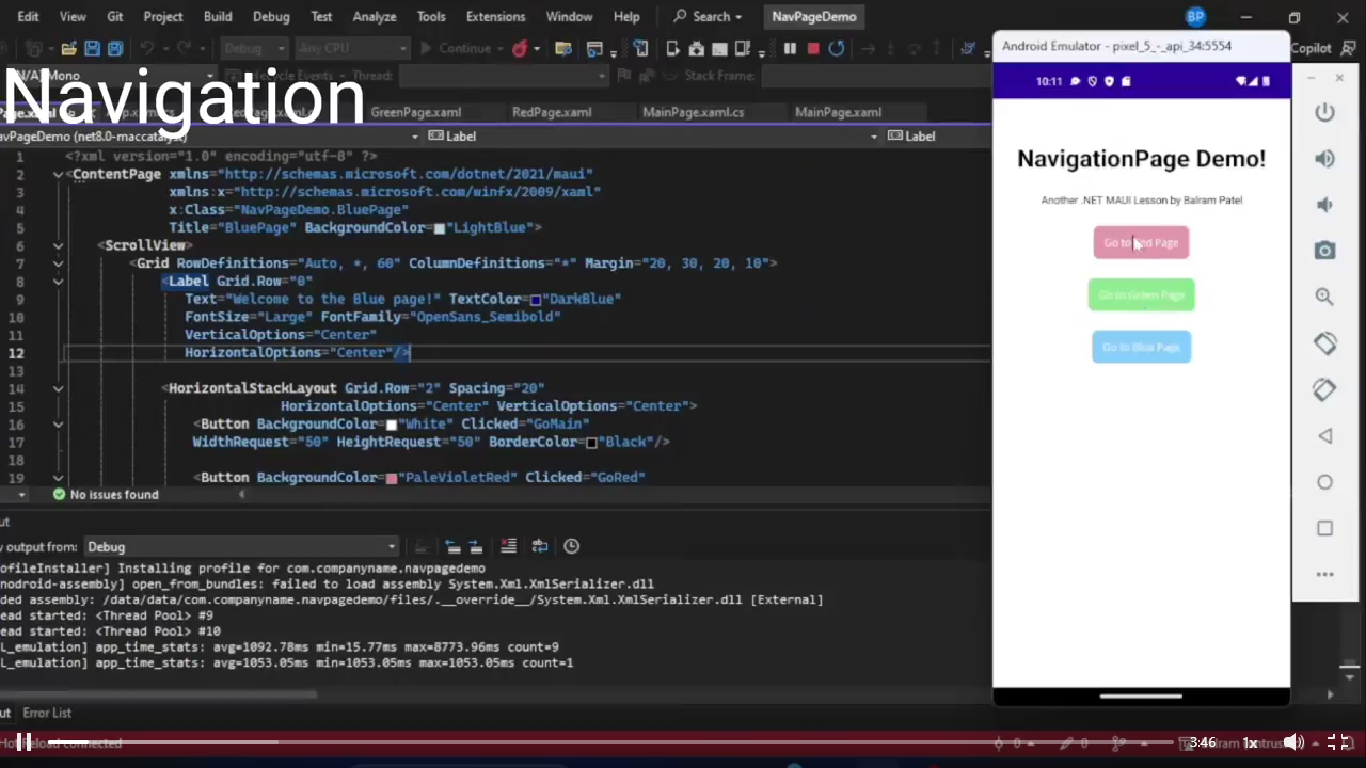 Edit View Git Project Build Debug Test Analyze Tools Extensions Window Help Search NavPageDemo BP
Android Emulator - pixel_5_-_api_34:5554
Debug Any CPU Continue Copilot
N/A] Mono Lifecycle Events Thread: Stack Frame:
Navigation
GreenPage.xaml RedPage.xaml MainPage.xaml.cs MainPage.xaml
avPageDemo (net8.0-maccatalyst) Label Label
1 <?xml version="1.0" encoding="utf-8" ?>
2 <ContentPage xmlns="http://schemas.microsoft.com/dotnet/2021/maui"
3 xmlns:x="http://schemas.microsoft.com/winfx/2009/xaml"
4 x:Class="NavPageDemo.BluePage"
5 Title="BluePage" BackgroundColor="LightBlue">
6 <ScrollView>
7 <Grid RowDefinitions="Auto, *, 60" ColumnDefinitions="*" Margin="20, 30, 20, 10">
8 <Label Grid.Row="0"
9 Text="Welcome to the Blue page!" TextColor="DarkBlue"
10 FontSize="Large" FontFamily="OpenSans_Semibold"
11 VerticalOptions="Center"
12 HorizontalOptions="Center"/>
13
14 <HorizontalStackLayout Grid.Row="2" Spacing="20"
15 HorizontalOptions="Center" VerticalOptions="Center">
16 <Button BackgroundColor="White" Clicked="GoMain"
17 WidthRequest="50" HeightRequest="50" BorderColor="Black"/>
18
19 <Button BackgroundColor="PaleVioletRed" Clicked="GoRed"
No issues found
ut
y output from: Debug
ofileInstaller] Installing profile for com.companyname.navpagedemo
nodroid-assembly] open_from_bundles: failed to load assembly System.Xml.XmlSerializer.dll
ded assembly: /data/data/com.companyname.navpagedemo/files/.__override__/System.Xml.XmlSerializer.dll [External]
ead started: <Thread Pool> #9
ead started: <Thread Pool> #10
L_emulation] app_time_stats: avg=1092.78ms min=15.77ms max=8773.96ms count=9
L_emulation] app_time_stats: avg=1053.05ms min=1053.05ms max=1053.05ms count=1
ut Error List
10:11
NavigationPage Demo!
Another .NET MAUI Lesson by Balram Patel
Go to Red Page
Go to Green Page
Go to Blue Page
Hot Reload connected 0 0 3:46 1x